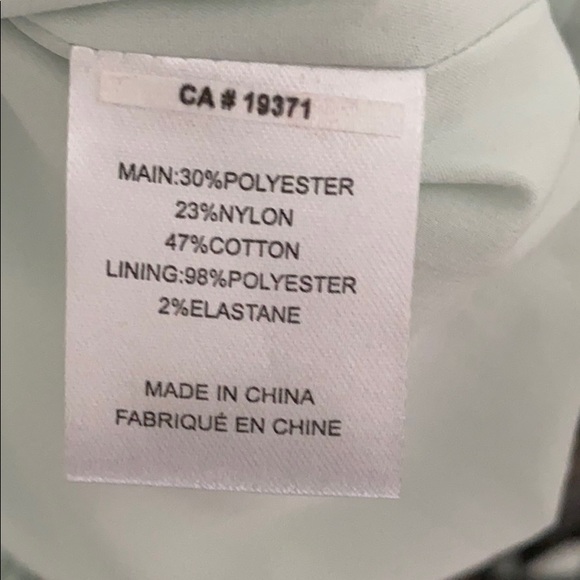 CA # 19371
MAIN:30%POLYESTER
23%NYLON
47%COTTON
LINING:98%POLYESTER
2%ELASTANE
MADE IN CHINA
FABRIQUÉ EN CHINE